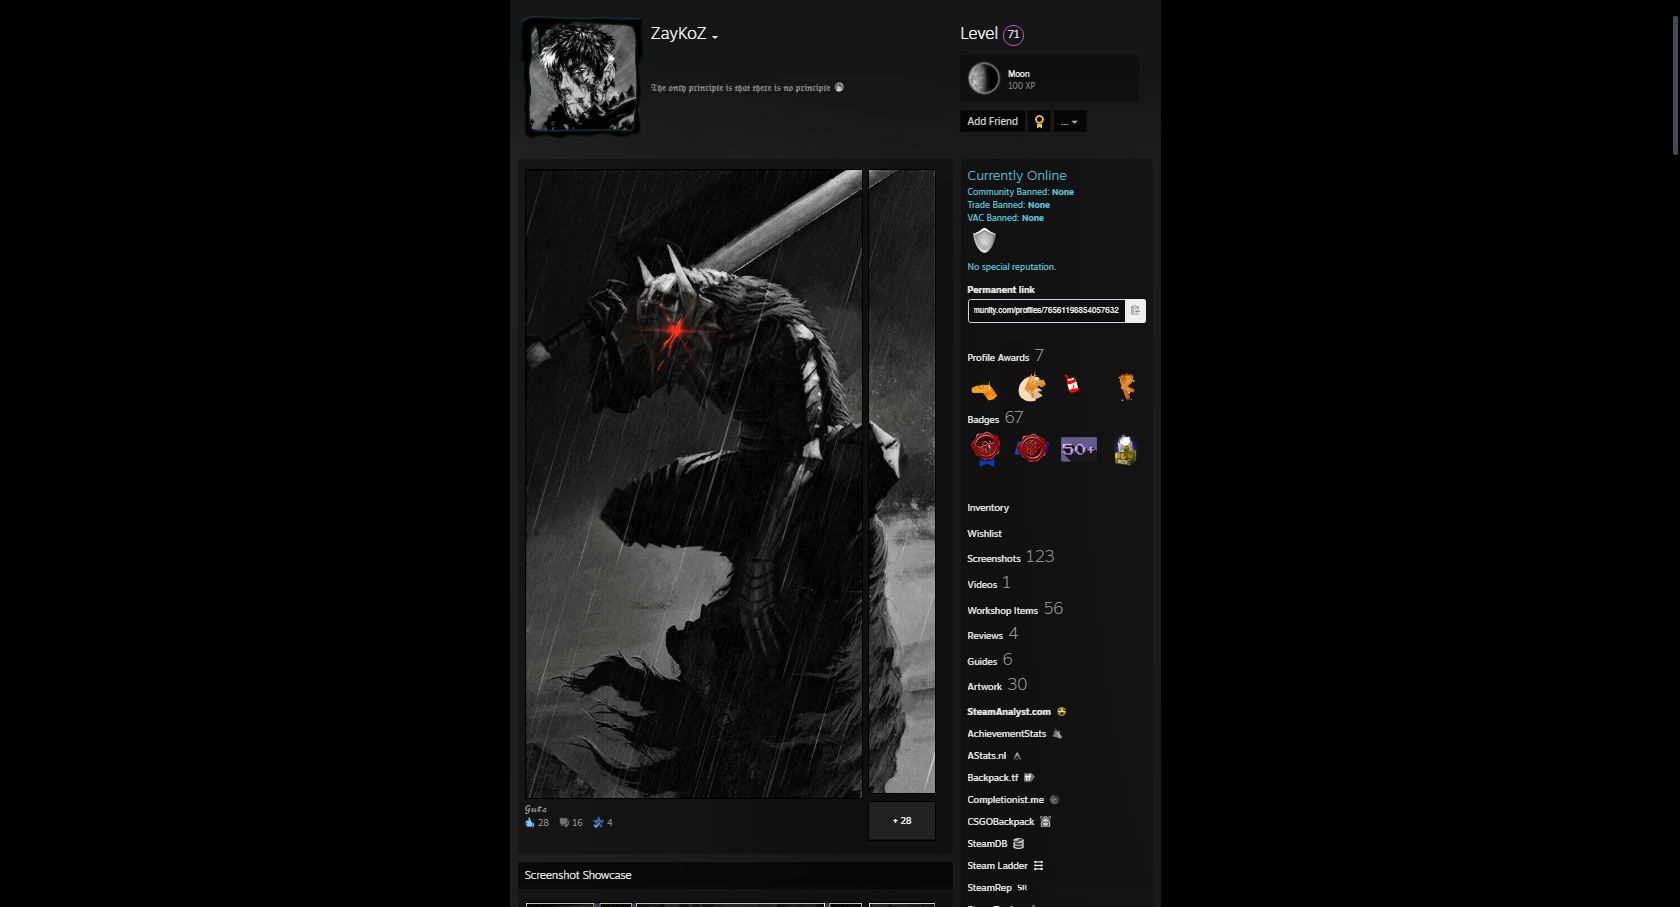 ZayKoZ
The only principle is that there is no principle
Level 71
Moon
100 XP
Add Friend
...
Currently Online
Community Banned: None
Trade Banned: None
VAC Banned: None
No special reputation.
Permanent link
munity.com/profiles/76561198854057632
Profile Awards 7
Badges 67
50+
Inventory
Wishlist
Screenshots 123
Videos 1
Workshop Items 56
Reviews 4
Guides 6
Artwork 30
SteamAnalyst.com
AchievementStats
AStats.nl
Backpack.tf
Completionist.me
CSGOBackpack
SteamDB
Steam Ladder
SteamRep SR
Gutz
28 16 4
+ 28
Screenshot Showcase